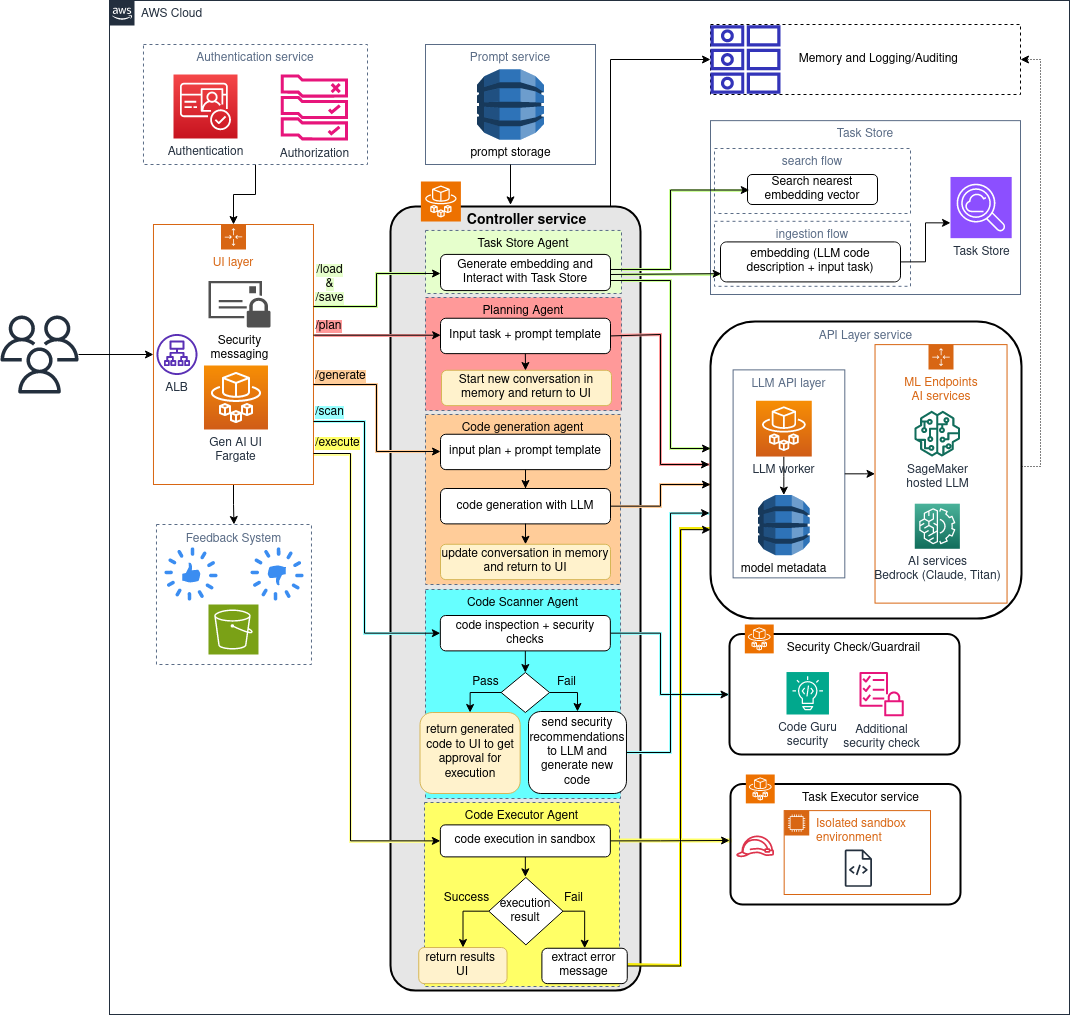 aws
AWS Cloud
Authentication service
Authentication
Authorization
Prompt service
prompt storage
Memory and Logging/Auditing
Task Store
search flow
Search nearest
embedding vector
ingestion flow
embedding (LLM code
description + input task)
Task Store
UI layer
Security
messaging
ALB
Gen AI UI
Fargate
/load
&
/save
/plan
/generate
/scan
/execute
Feedback System
Controller service
Task Store Agent
Generate embedding and
Interact with Task Store
Planning Agent
Input task + prompt template
Start new conversation in
memory and return to UI
Code generation agent
input plan + prompt template
code generation with LLM
update conversation in memory
and return to UI
Code Scanner Agent
code inspection + security
checks
Pass
Fail
return generated
code to UI to get
approval for
execution
send security
recommendations
to LLM and
generate new
code
Code Executor Agent
code execution in sandbox
Success
Fail
execution
result
return results
UI
extract error
message
API Layer service
LLM API layer
LLM worker
model metadata
ML Endpoints
AI services
SageMaker
hosted LLM
AI services
Bedrock (Claude, Titan)
Security Check/Guardrail
Code Guru
security
Additional
security check
Task Executor service
Isolated sandbox
environment